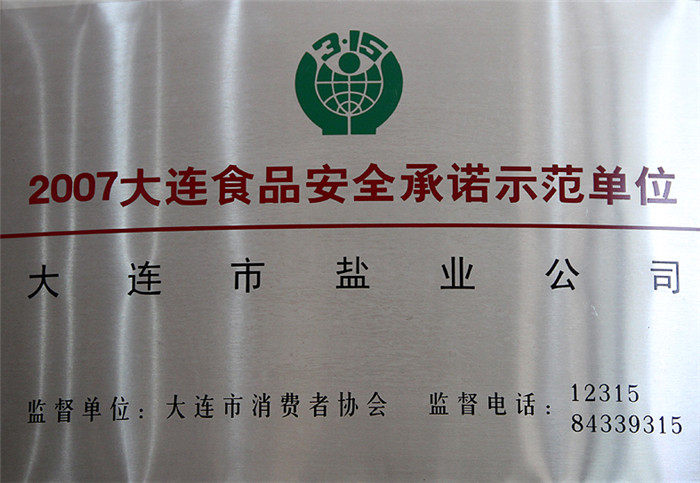 3·15
2007大连食品安全承诺示范单位
大连市盐业公司
监督单位：大连市消费者协会 监督电话：12315
84339315